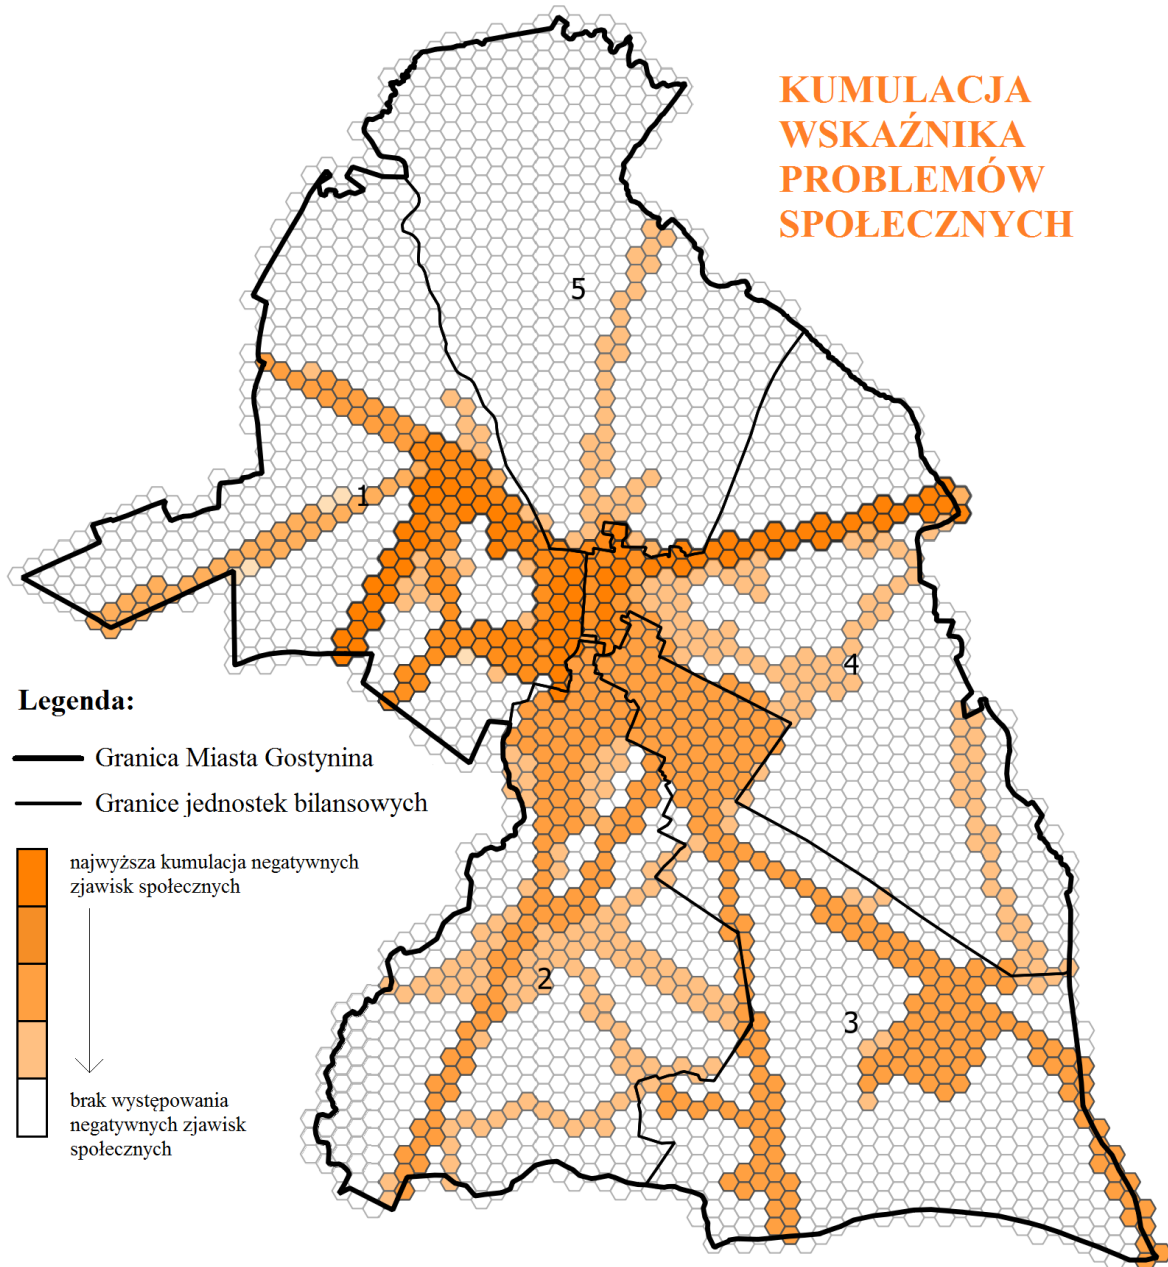 KUMULACJA
WSKAŹNIKA
PROBLEMÓW
SPOŁECZNYCH
5
1
4
2
3
Legenda:
Granica Miasta Gostynina
Granice jednostek bilansowych
najwyższa kumulacja negatywnych
zjawisk społecznych
brak występowania
negatywnych zjawisk
społecznych